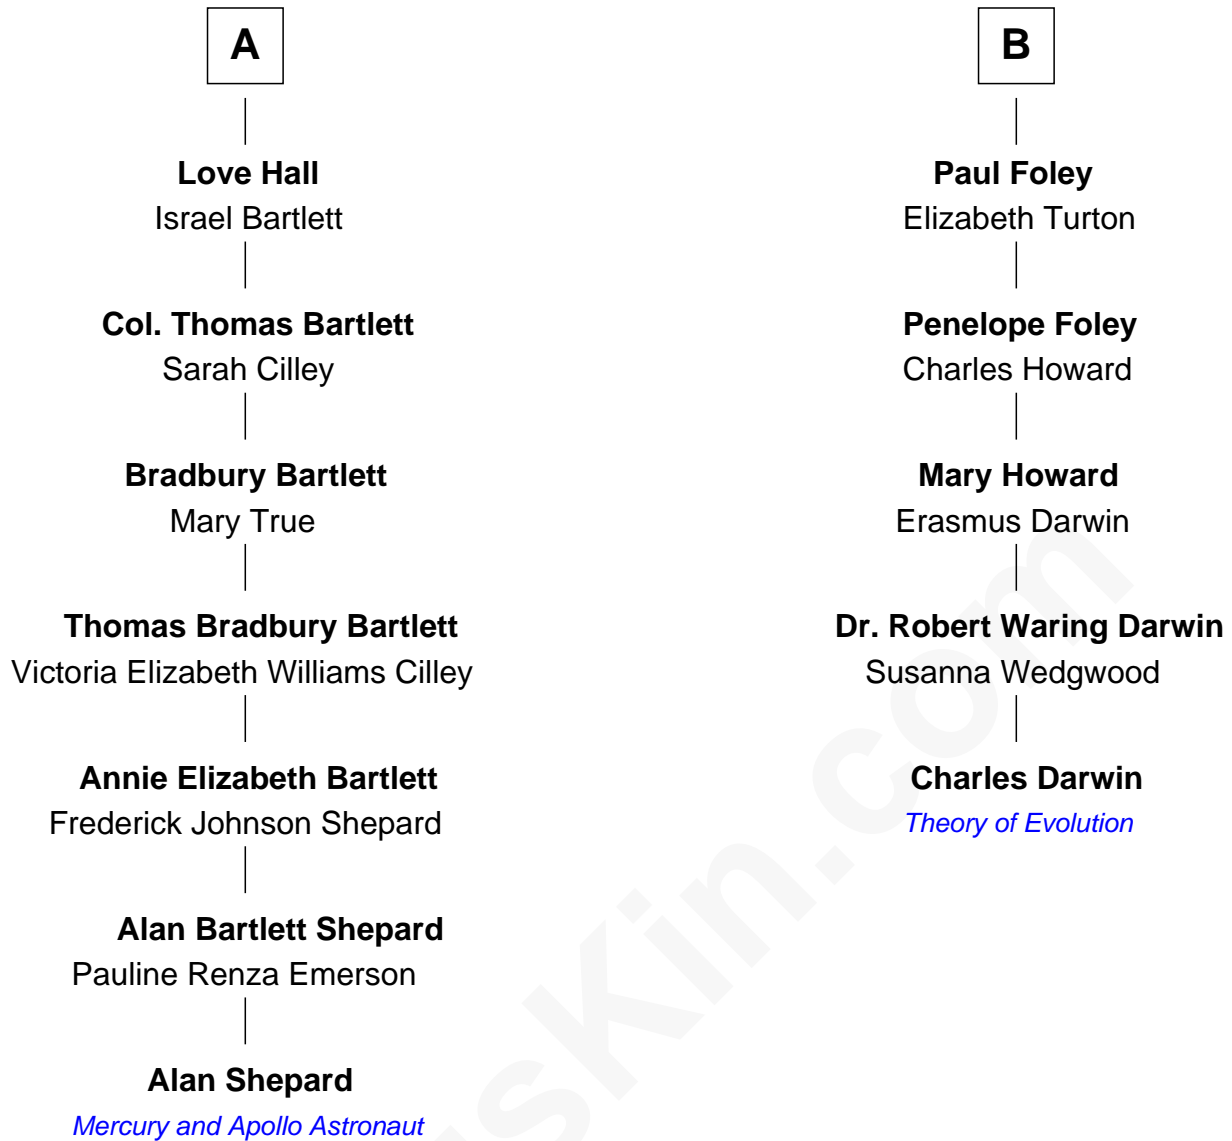 A
Love Hall
Israel Bartlett
Col. Thomas Bartlett
Sarah Cilley
Bradbury Bartlett
Mary True
Thomas Bradbury Bartlett
Victoria Elizabeth Williams Cilley
Annie Elizabeth Bartlett
Frederick Johnson Shepard
Alan Bartlett Shepard
Pauline Renza Emerson
Alan Shepard
Mercury and Apollo Astronaut
B
Paul Foley
Elizabeth Turton
Penelope Foley
Charles Howard
Mary Howard
Erasmus Darwin
Dr. Robert Waring Darwin
Susanna Wedgwood
Charles Darwin
Theory of Evolution
sKin.com